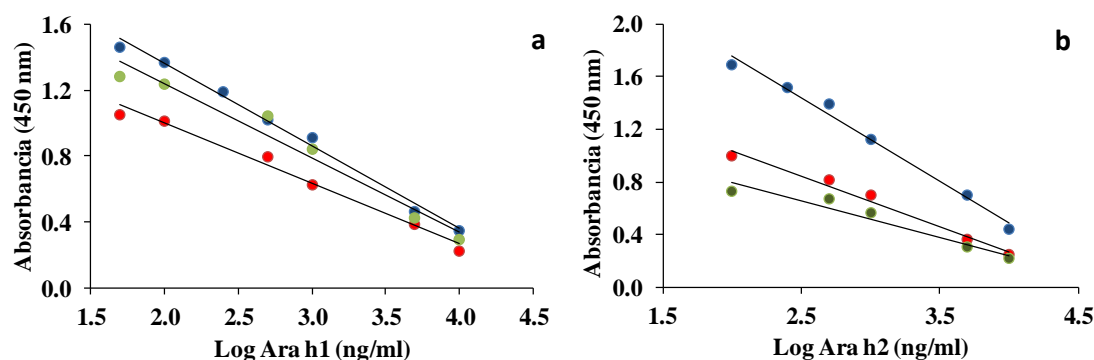 a
1.6
1.2
0.8
0.4
0.0
Absorbancia (450 nm)
1.5 2.0 2.5 3.0 3.5 4.0 4.5
Log Ara h1 (ng/ml)
b
2.0
1.6
1.2
0.8
0.4
0.0
Absorbancia (450 nm)
1.5 2.5 3.5 4.5
Log Ara h2 (ng/ml)